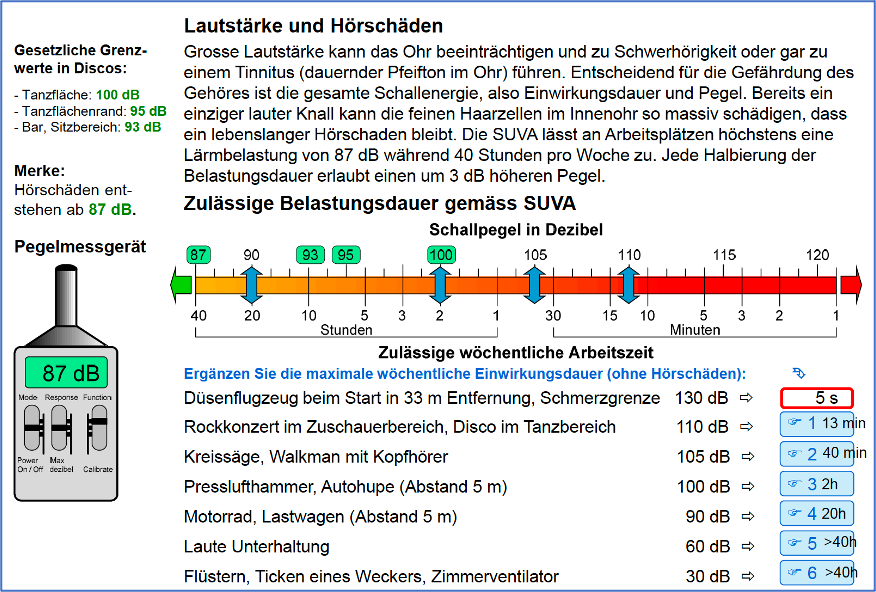 Lautstärke und Hörschäden
Gesetzliche Grenz-
werte in Discos:
- Tanzfläche: 100 dB
- Tanzflächenrand: 95 dB
- Bar, Sitzbereich: 93 dB
Merke:
Hörschäden ent-
stehen ab 87 dB.
Pegelmessgerät
87 dB
Mode Response Function
Power On / Off
Max dezibel
Calibrate
Grosse Lautstärke kann das Ohr beeinträchtigen und zu Schwerhörigkeit oder gar zu
einem Tinnitus (dauernder Pfeifton im Ohr) führen. Entscheidend für die Gefährdung des
Gehöres ist die gesamte Schallenergie, also Einwirkungsdauer und Pegel. Bereits ein
einziger lauter Knall kann die feinen Haarzellen im Innenohr so massiv schädigen, dass
ein lebenslanger Hörschaden bleibt. Die SUVA lässt an Arbeitsplätzen höchstens eine
Lärmbelastung von 87 dB während 40 Stunden pro Woche zu. Jede Halbierung der
Belastungsdauer erlaubt einen um 3 dB höheren Pegel.
Zulässige Belastungsdauer gemäss SUVA
Schallpegel in Dezibel
87 90 93 95 100 105 110 115 120
40 20 10 5 3 2 1 30 15 10 5 3 2 1
Stunden Minuten
Zulässige wöchentliche Arbeitszeit
Ergänzen Sie die maximale wöchentliche Einwirkungsdauer (ohne Hörschäden):
Düsenflugzeug beim Start in 33 m Entfernung, Schmerzgrenze 130 dB ⇨ 5 s
Rockkonzert im Zuschauerbereich, Disco im Tanzbereich 110 dB ⇨ ☞ 1 13 min
Kreissäge, Walkman mit Kopfhörer 105 dB ⇨ ☞ 2 40 min
Presslufthammer, Autohupe (Abstand 5 m) 100 dB ⇨ ☞ 3 2h
Motorrad, Lastwagen (Abstand 5 m) 90 dB ⇨ ☞ 4 20h
Laute Unterhaltung 60 dB ⇨ ☞ 5 >40h
Flüstern, Ticken eines Weckers, Zimmerventilator 30 dB ⇨ ☞ 6 >40h